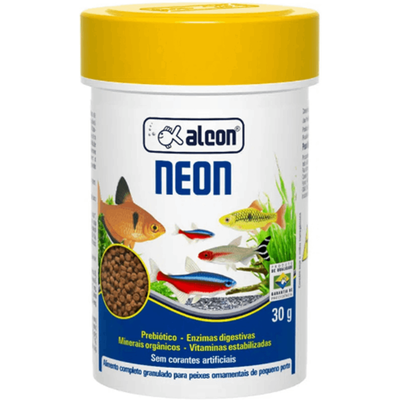 alcon®
NEON
30 g
Prebiótico - Enzimas digestivas
Minerais orgânicos - Vitaminas estabilizadas
Sem corantes artificiais
Alimento completo granulado para peixes ornamentais de pequeno porte